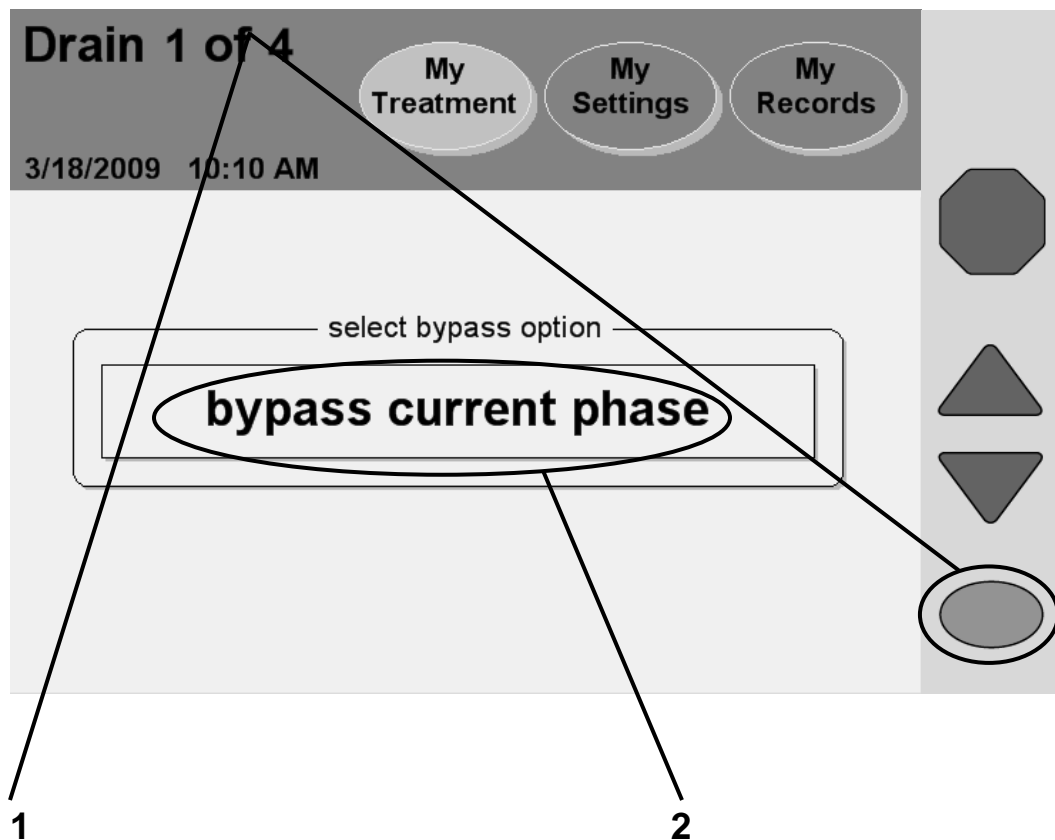 Drain 1 of 4
My Treatment
My Settings
My Records
3/18/2009 10:10 AM
select bypass option
bypass current phase
1
2